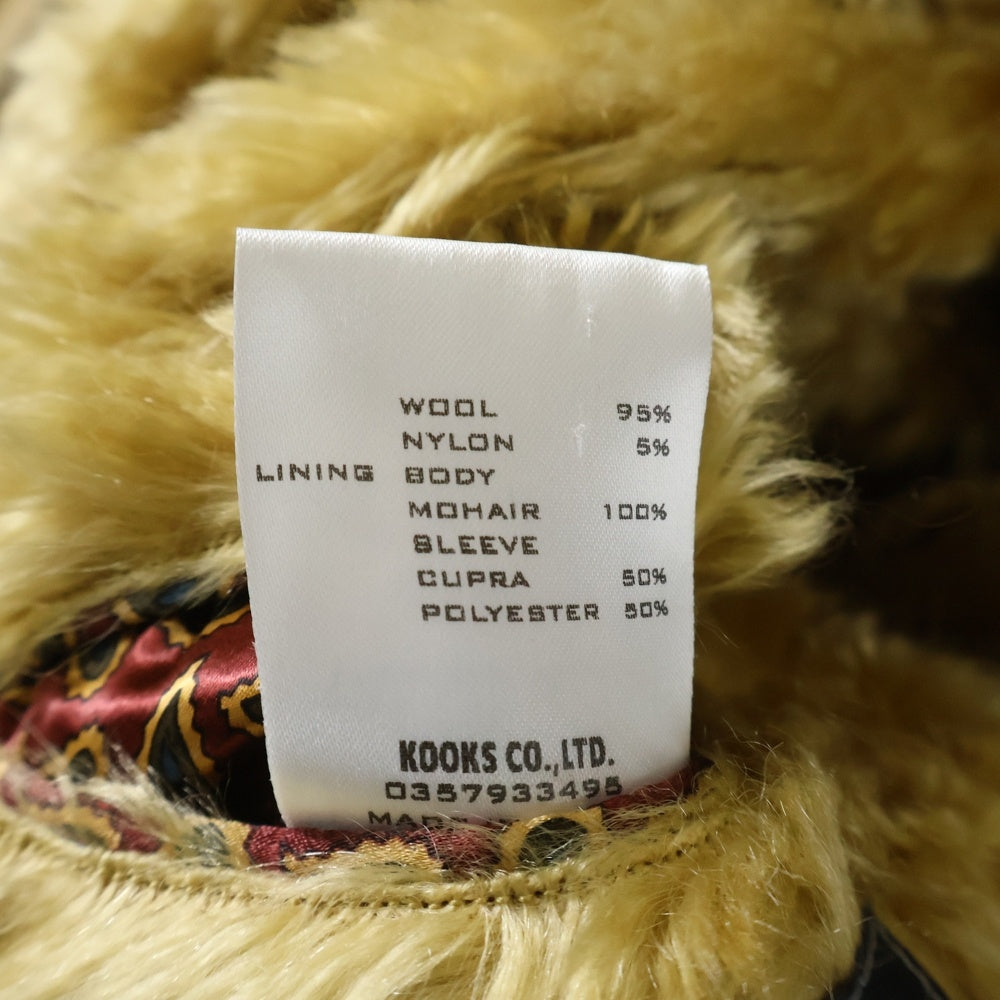 WOOL 95%
NYLON 5%
LINING BODY
MOHAIR 100%
SLEEVE
CUPRA 50%
POLYESTER 50%
KOOKS CO.,LTD.
0357933495